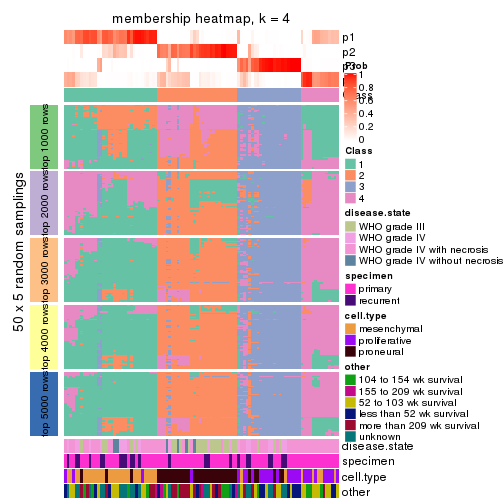 membership heatmap, k = 4
p1
p2
p3
Prob
1
0.8
0.6
0.4
0.2
0
Class
Class
1
2
3
4
disease.state
WHO grade III
WHO grade IV
WHO grade IV with necrosis
WHO grade IV without necrosis
specimen
primary
recurrent
cell.type
mesenchymal
proliferative
proneural
other
104 to 154 wk survival
155 to 209 wk survival
52 to 103 wk survival
less than 52 wk survival
more than 209 wk survival
unknown
50 x 5 random samplings
top 1000 rows
top 2000 rows
top 3000 rows
top 4000 rows
top 5000 rows
disease.state
specimen
cell.type
other